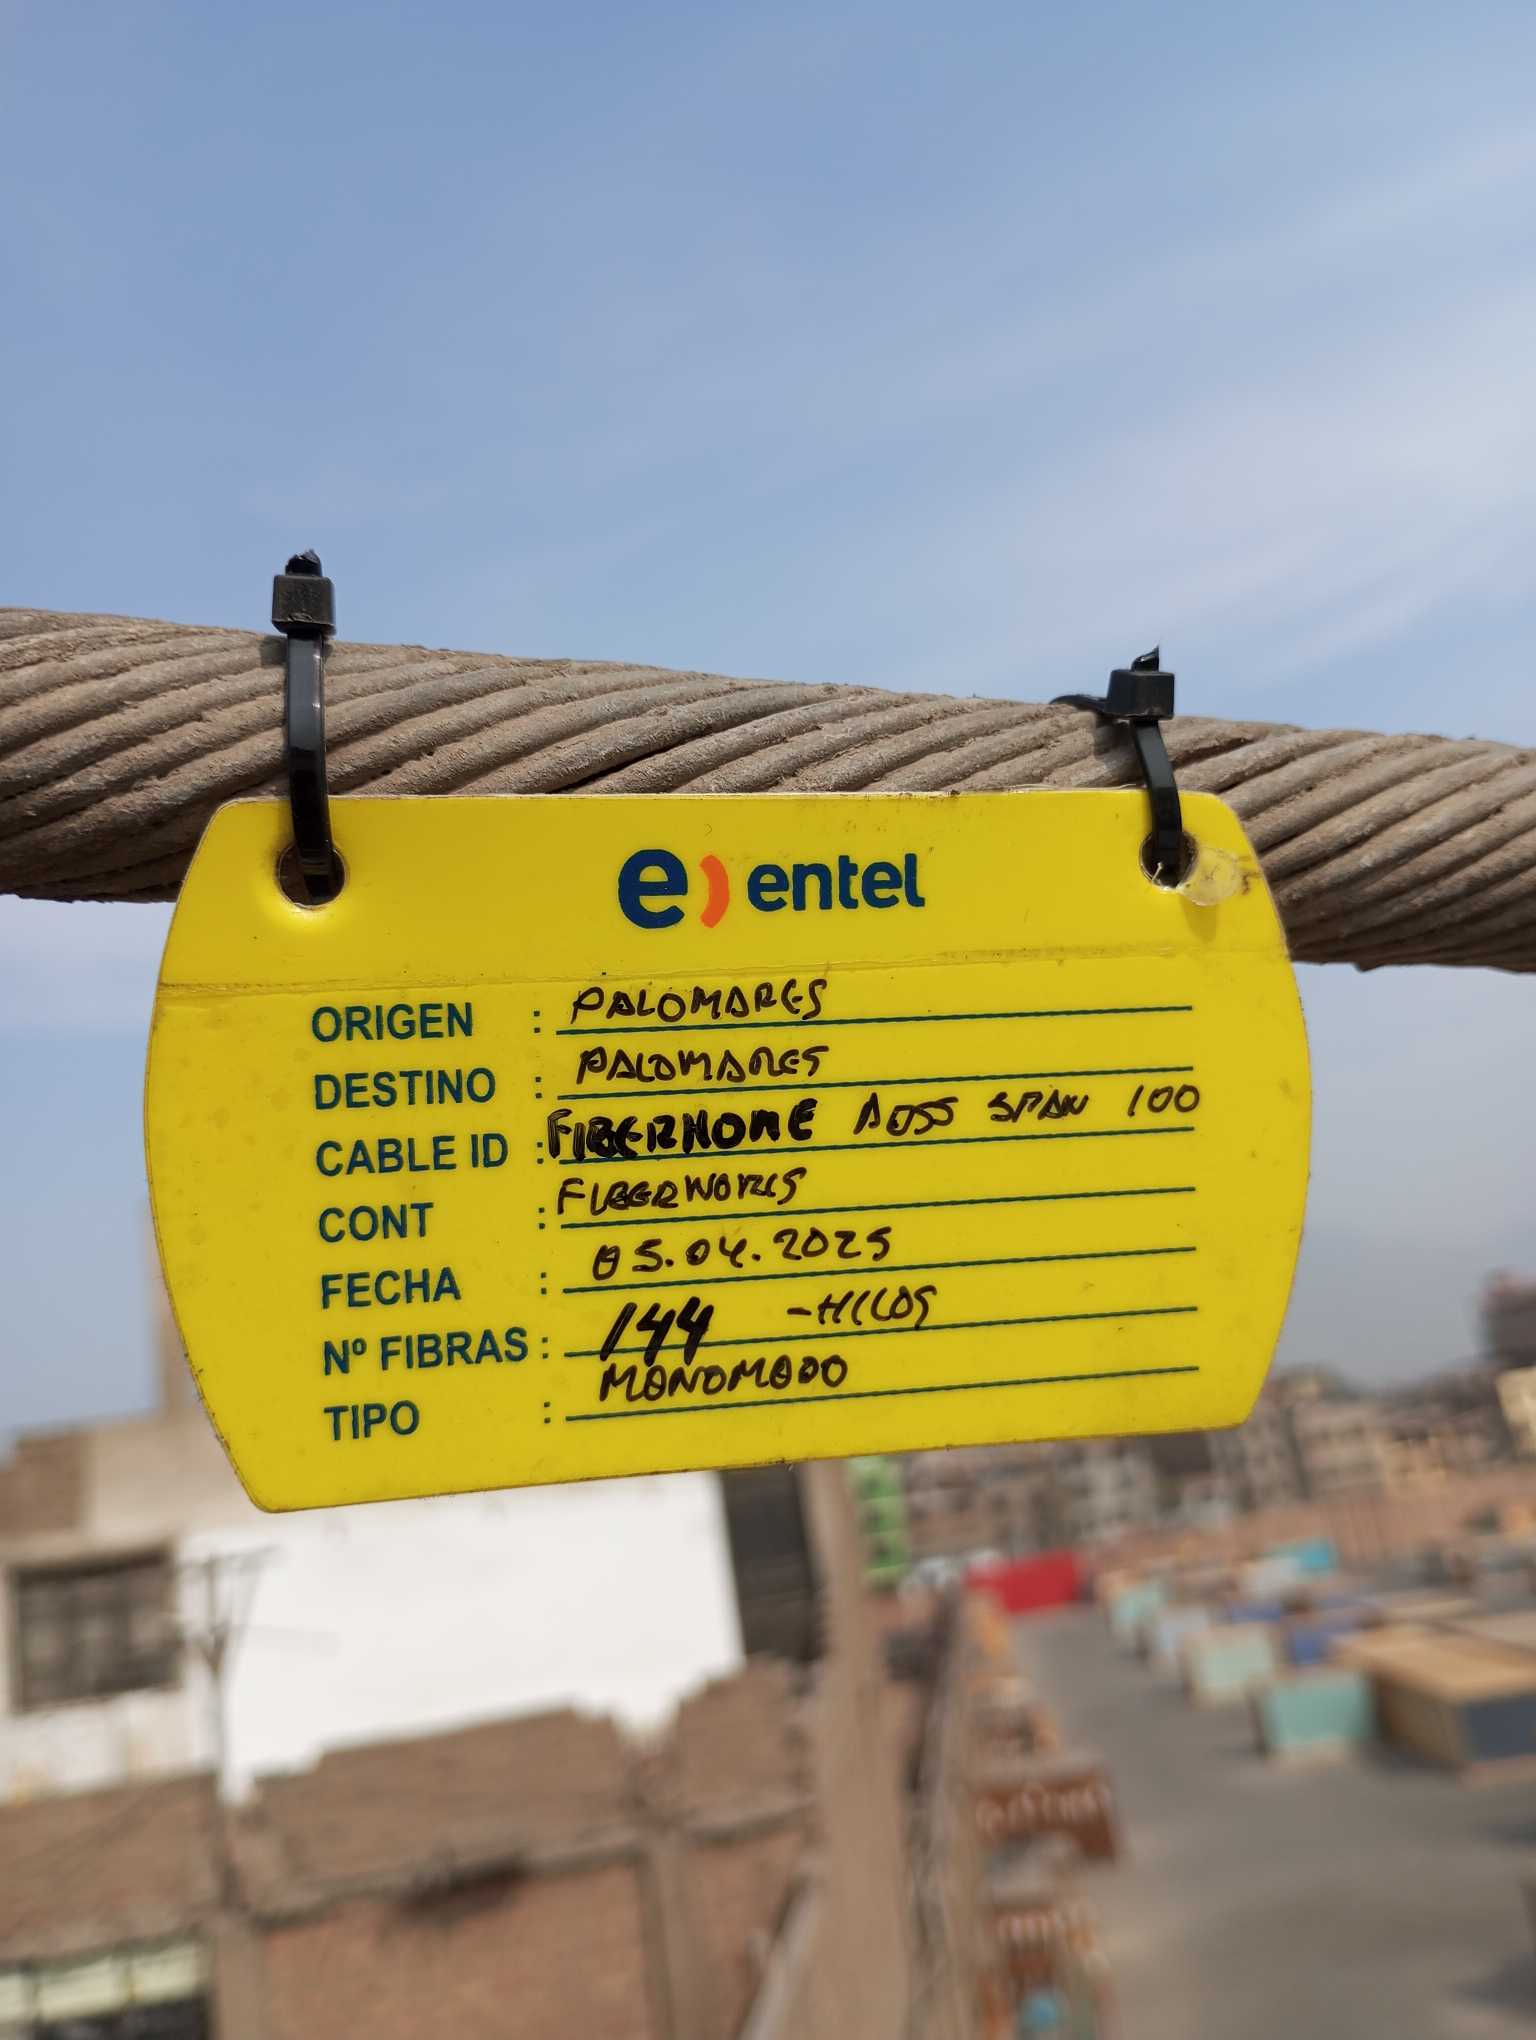 e) entel
ORIGEN : PALOMARES
DESTINO : PALOMARES
CABLE ID : FIBERHOME ADSS SPAN 100
CONT : FIBERWORKS
FECHA : 05.04.2025
Nº FIBRAS : 144 -HILOS
TIPO : MONOMODO